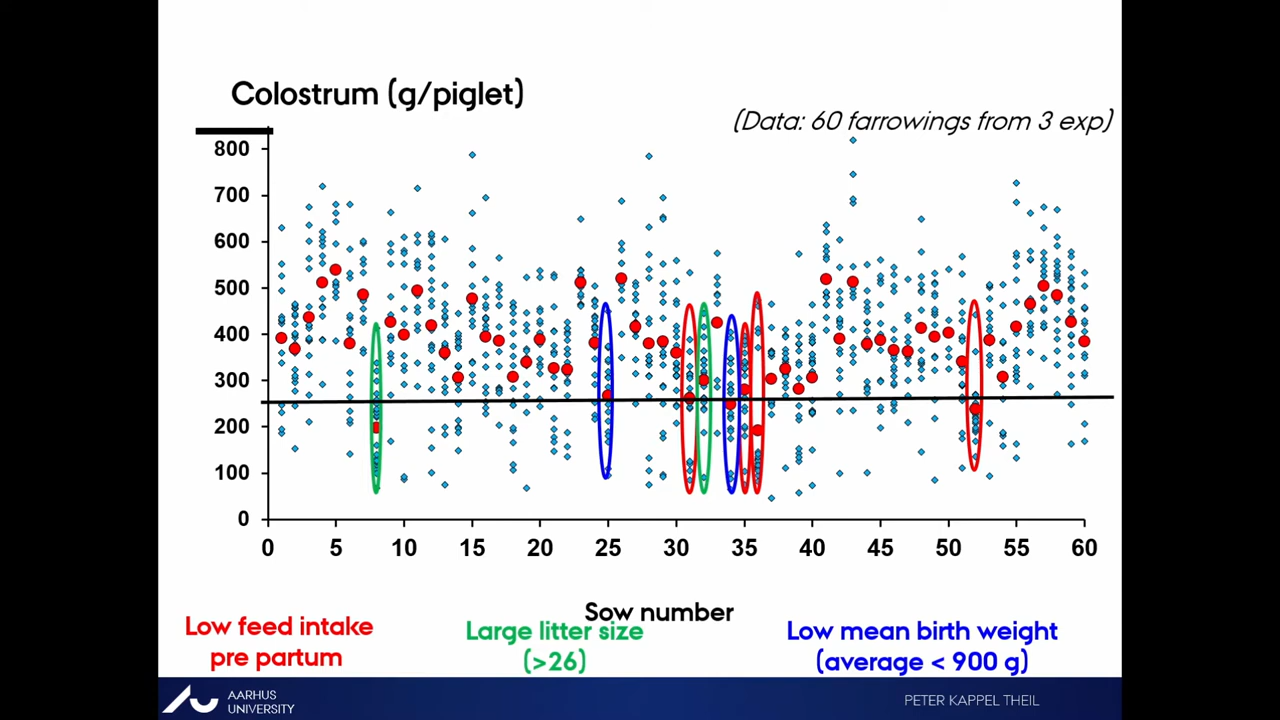 Colostrum (g/piglet)
(Data: 60 farrowings from 3 exp)
800
700
600
500
400
300
200
100
0
0 5 10 15 20 25 30 35 40 45 50 55 60
Sow number
Low feed intake
pre partum
Large litter size
(>26)
Low mean birth weight
(average < 900 g)
AARHUS
UNIVERSITY
PETER KAPPEL THEIL